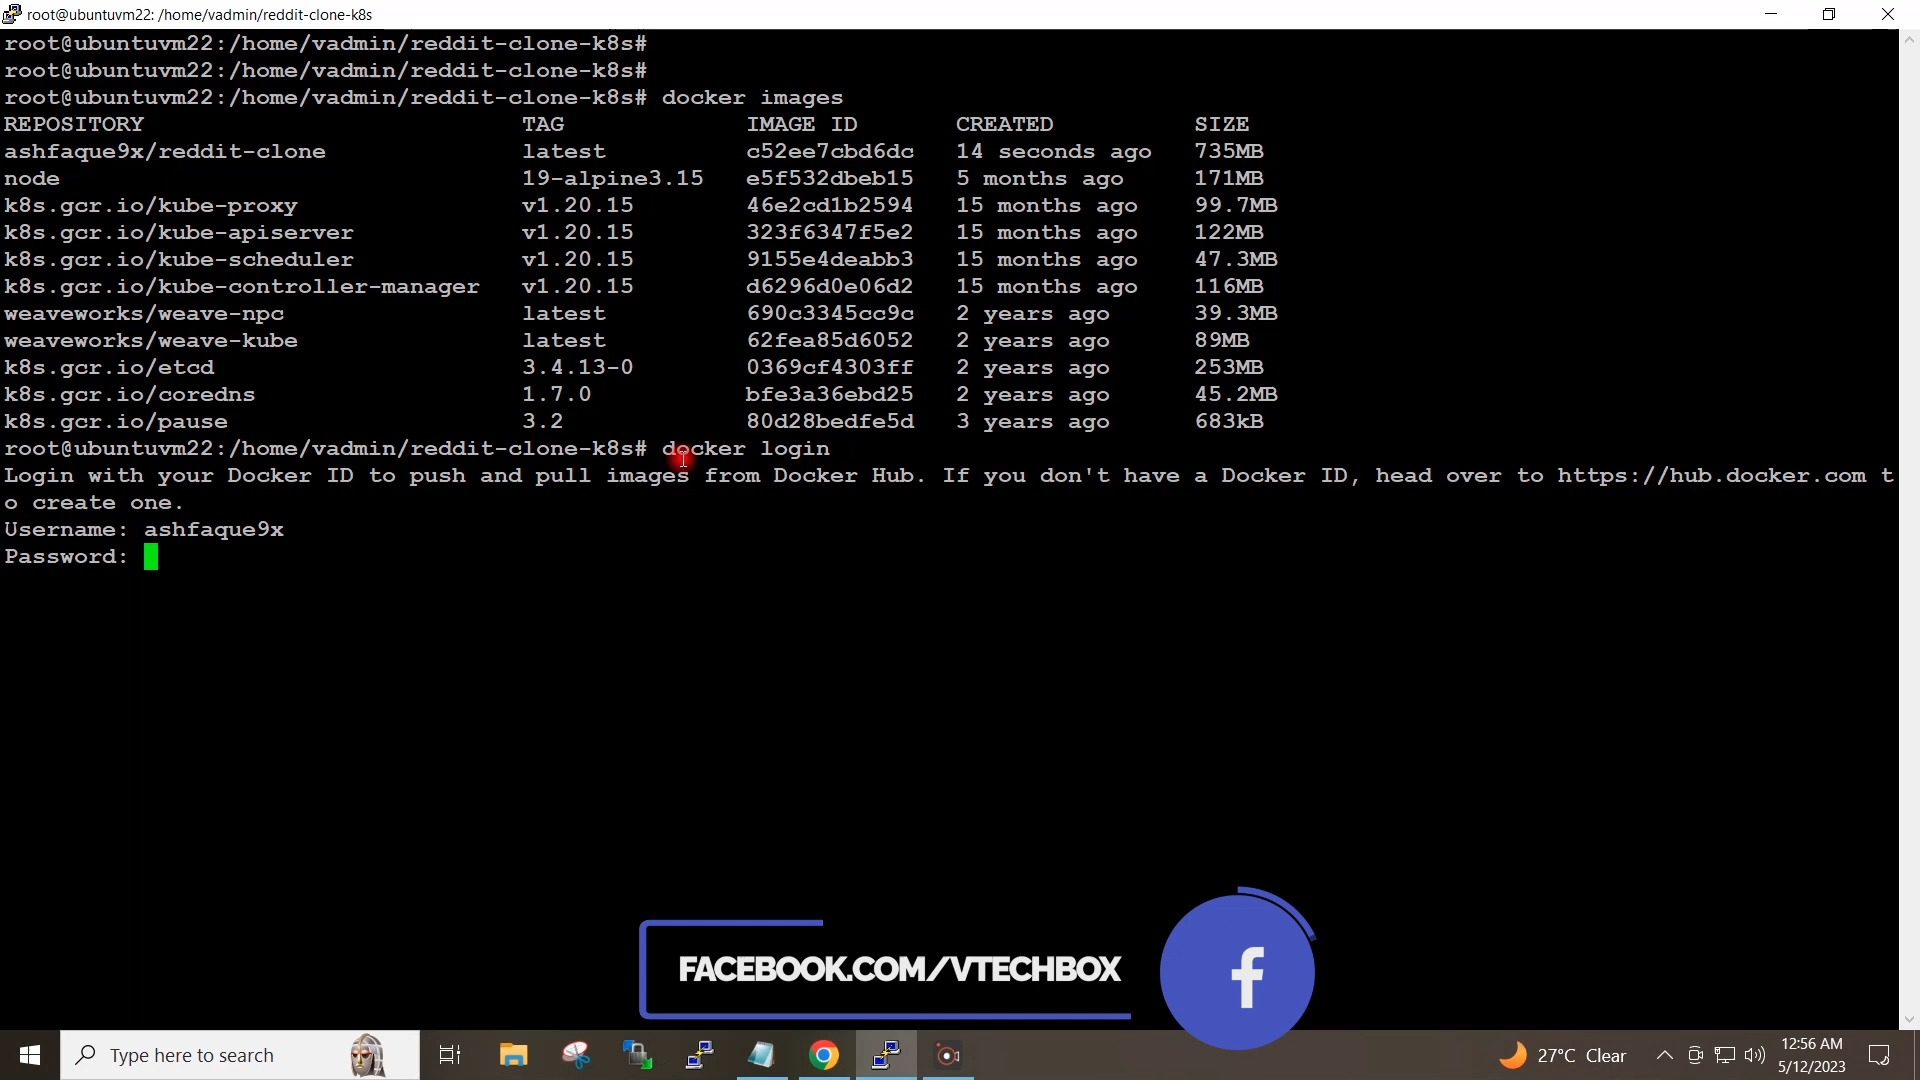 root@ubuntuvm22: /home/vadmin/reddit-clone-k8s
root@ubuntuvm22:/home/vadmin/reddit-clone-k8s#
root@ubuntuvm22:/home/vadmin/reddit-clone-k8s#
root@ubuntuvm22:/home/vadmin/reddit-clone-k8s# docker images
REPOSITORY TAG IMAGE ID CREATED SIZE
ashfaque9x/reddit-clone latest c52ee7cbd6dc 14 seconds ago 735MB
node 19-alpine3.15 e5f532dbeb15 5 months ago 171MB
k8s.gcr.io/kube-proxy v1.20.15 46e2cd1b2594 15 months ago 99.7MB
k8s.gcr.io/kube-apiserver v1.20.15 323f6347f5e2 15 months ago 122MB
k8s.gcr.io/kube-scheduler v1.20.15 9155e4deabb3 15 months ago 47.3MB
k8s.gcr.io/kube-controller-manager v1.20.15 d6296d0e06d2 15 months ago 116MB
weaveworks/weave-npc latest 690c3345cc9c 2 years ago 39.3MB
weaveworks/weave-kube latest 62fea85d6052 2 years ago 89MB
k8s.gcr.io/etcd 3.4.13-0 0369cf4303ff 2 years ago 253MB
k8s.gcr.io/coredns 1.7.0 bfe3a36ebd25 2 years ago 45.2MB
k8s.gcr.io/pause 3.2 80d28bedfe5d 3 years ago 683kB
root@ubuntuvm22:/home/vadmin/reddit-clone-k8s# docker login
Login with your Docker ID to push and pull images from Docker Hub. If you don't have a Docker ID, head over to https://hub.docker.com t
o create one.
Username: ashfaque9x
Password:
FACEBOOK.COM/VTECHBOX
f
Type here to search
27°C Clear
12:56 AM
5/12/2023